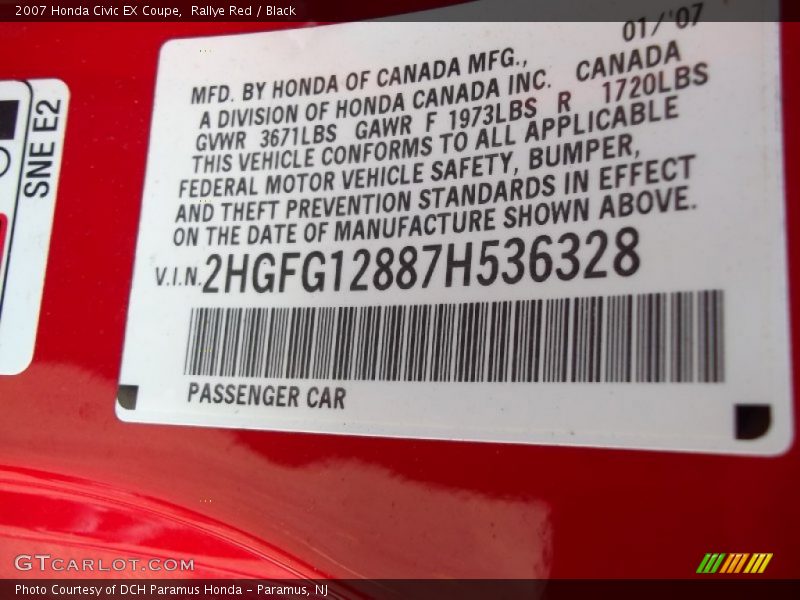 2007 Honda Civic EX Coupe,  Rallye Red / Black
01/'07
MFD. BY HONDA OF CANADA MFG.,
A DIVISION OF HONDA CANADA INC.  CANADA
GVWR 3671LBS  GAWR F 1973LBS  R  1720LBS
THIS VEHICLE CONFORMS TO ALL APPLICABLE
FEDERAL MOTOR VEHICLE SAFETY, BUMPER,
AND THEFT PREVENTION STANDARDS IN EFFECT
ON THE DATE OF MANUFACTURE SHOWN ABOVE.
V.I.N. 2HGFG12887H536328
PASSENGER CAR
SNE E2
GTCARLOT.COM
Photo Courtesy of DCH Paramus Honda - Paramus, NJ